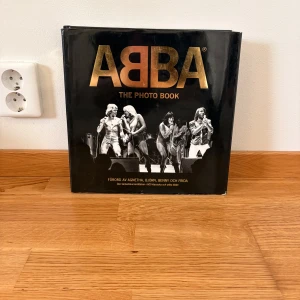 ABBA®
THE PHOTO BOOK
FÖRORD AV AGNETHA, BJÖRN, BENNY OCH FRIDA